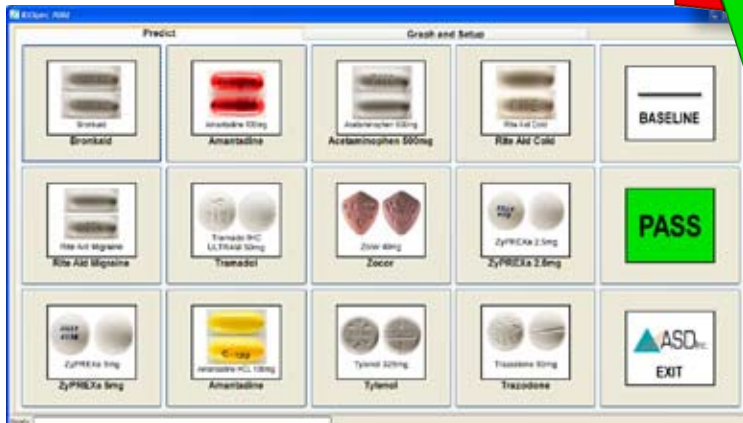 Predict
Graph and Setup
Bronkaid
Bronkaid
Amantadine 100mg
Amantadine
Acetaminophen 500mg
Acetaminophen 500mg
Rite Aid Cold
Rite Aid Cold
BASELINE
Rite Aid Migraine
Rite Aid Migraine
ULTRAM 50mg
Tramadol
Zocor 40mg
Zocor
ZyPREXa 2.5mg
ZyPREXa 2.5mg
PASS
ZyPREXa 5mg
ZyPREXa 5mg
Amantadine HCL 100mg
Amantadine
Tylenol 325mg
Tylenol
Trazodone 50mg
Trazodone
ASD Inc.
EXIT